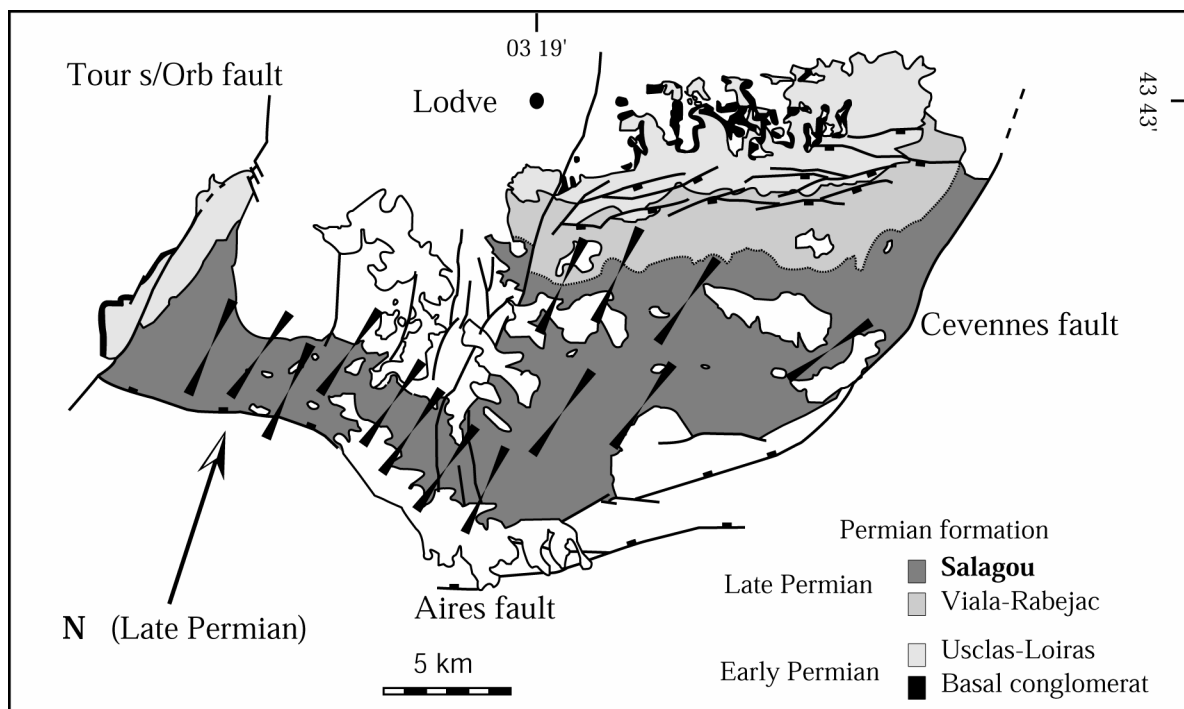 03 19'
Tour s/Orb fault
Lodve
43 43'
Cevennes fault
Permian formation
Late Permian
Salagou
Viala-Rabejac
N (Late Permian)
Aires fault
5 km
Early Permian
Usclas-Loiras
Basal conglomerat